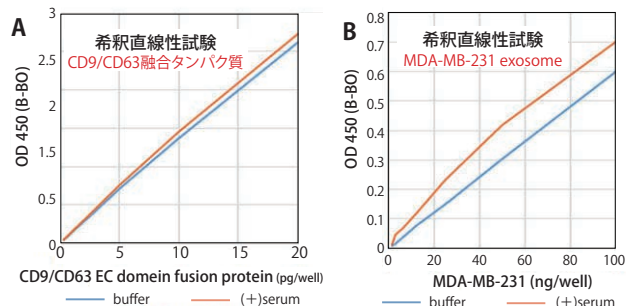 A
希釈直線性試験
CD9/CD63融合タンパク質
OD 450 (B-BO)
3
2.5
2
1.5
1
0.5
0
0
5
10
15
20
CD9/CD63 EC domein fusion protein (pg/well)
buffer
(+)serum
B
希釈直線性試験
MDA-MB-231 exosome
OD 450 (B-BO)
0.8
0.7
0.6
0.5
0.4
0.3
0.2
0.1
0
0
20
40
60
80
100
MDA-MB-231 (ng/well)
buffer
(+)serum